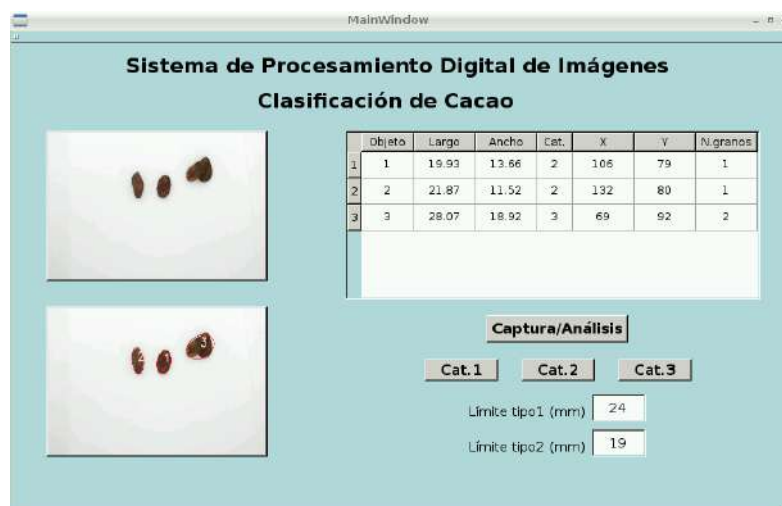 MainWindow
Sistema de Procesamiento Digital de Imágenes
Clasificación de Cacao
Objeto Largo Ancho Cat. X Y N.granos
1 1 19.93 13.66 2 106 79 1
2 2 21.87 11.52 2 132 80 1
3 3 28.07 18.92 3 69 92 2
2 1 3
Captura/Análisis
Cat.1 Cat.2 Cat.3
Límite tipo1 (mm) 24
Límite tipo2 (mm) 19